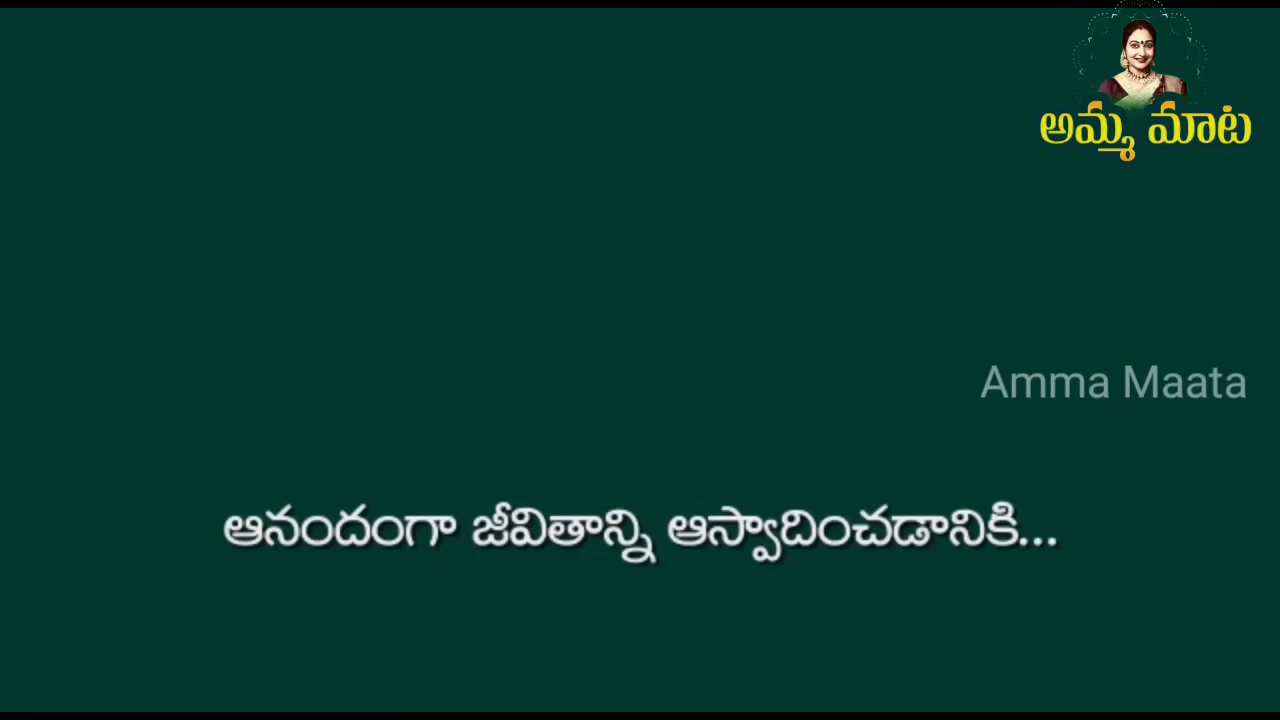 అమ్మ మాట
Amma Maata
ఆనందంగా జీవితాన్ని ఆస్వాదించడానికి...